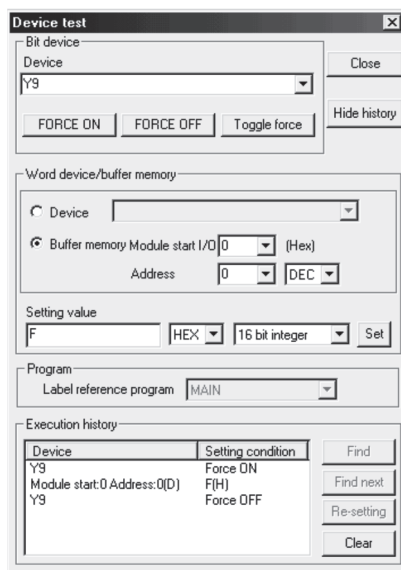 Device test
Bit device
Device
Close
Y9
Hide history
FORCE ON FORCE OFF Toggle force
Word device/buffer memory
Device
Buffer memory Module start I/O 0 (Hex)
Address 0 DEC
Setting value
F HEX 16 bit integer Set
Program
Label reference program MAIN
Execution history
Device Setting condition Find
Y9 Force ON
Module start:0 Address:0(D) F(H) Find next
Y9 Force OFF
Re-setting
Clear